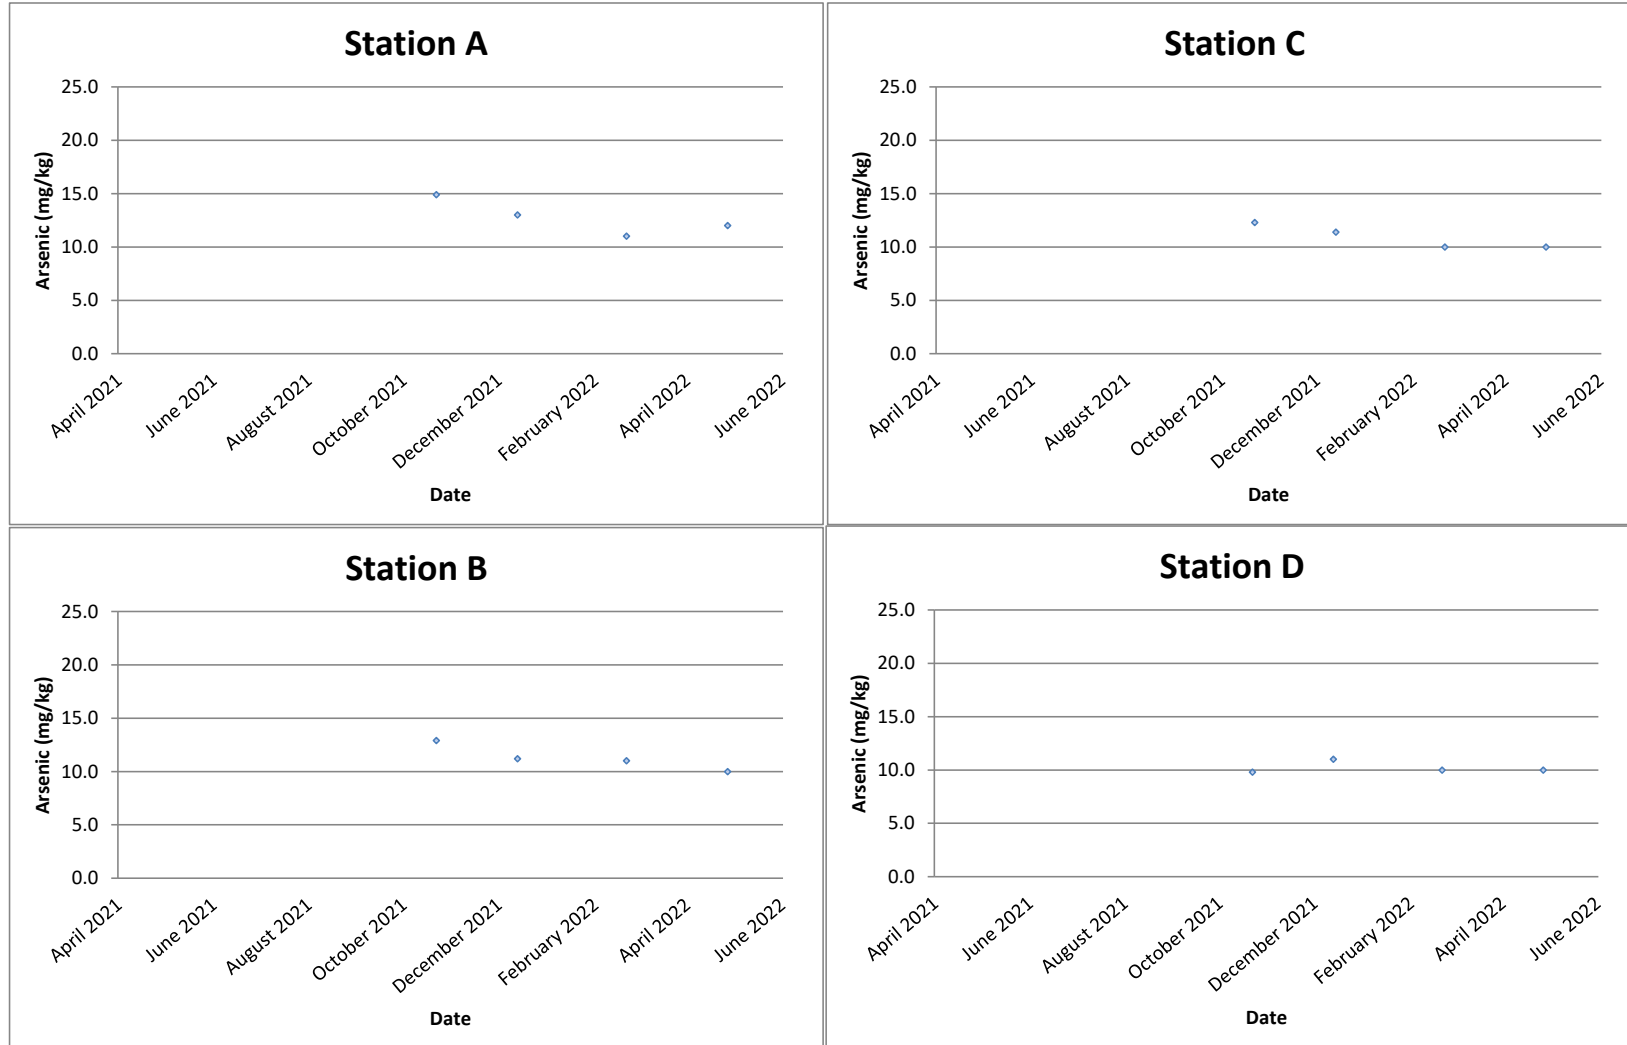 Station A
25.0
20.0
15.0
10.0
5.0
0.0
Arsenic (mg/kg)
April 2021
June 2021
August 2021
October 2021
December 2021
February 2022
April 2022
June 2022
Date
Station C
25.0
20.0
15.0
10.0
5.0
0.0
Arsenic (mg/kg)
April 2021
June 2021
August 2021
October 2021
December 2021
February 2022
April 2022
June 2022
Date
Station B
25.0
20.0
15.0
10.0
5.0
0.0
Arsenic (mg/kg)
April 2021
June 2021
August 2021
October 2021
December 2021
February 2022
April 2022
June 2022
Date
Station D
25.0
20.0
15.0
10.0
5.0
0.0
Arsenic (mg/kg)
April 2021
June 2021
August 2021
October 2021
December 2021
February 2022
April 2022
June 2022
Date